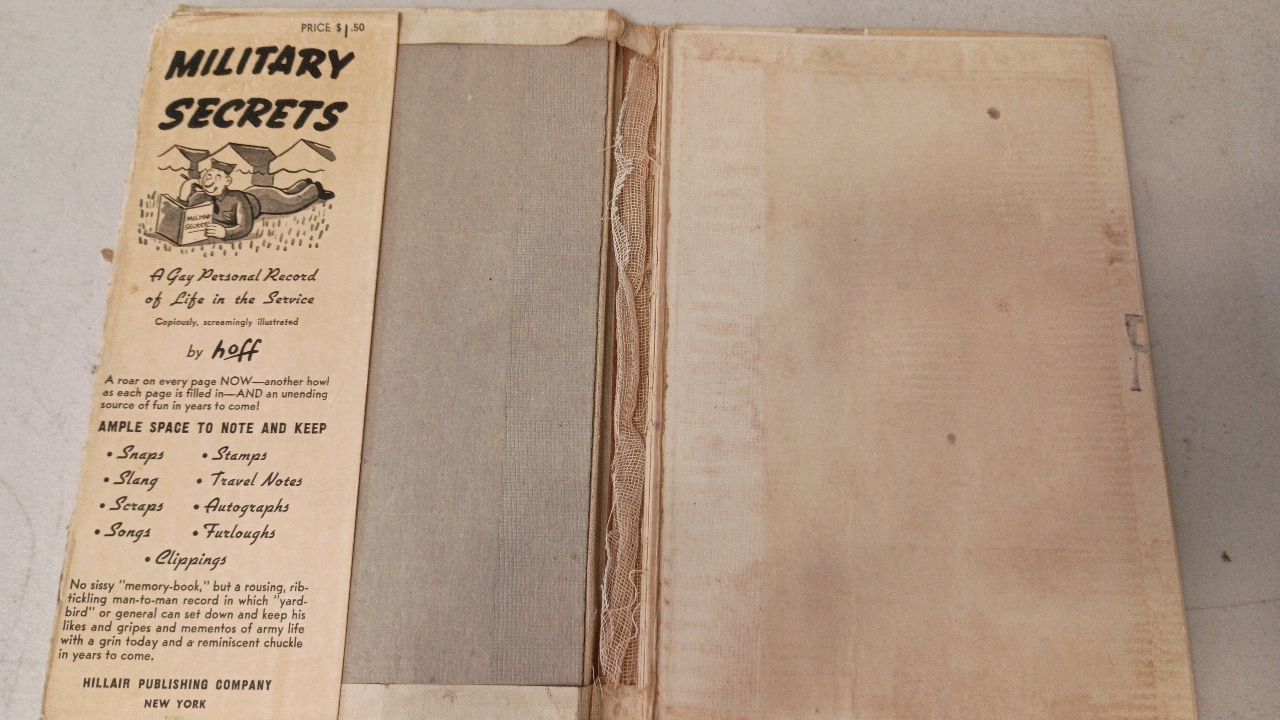 PRICE $1.50
MILITARY
SECRETS
MILITARY
SECRETS
A Gay Personal Record
of Life in the Service
Copiously, screamingly illustrated
by hoff
A roar on every page NOW—another howl
as each page is filled in—AND an unending
source of fun in years to come!
AMPLE SPACE TO NOTE AND KEEP
• Snaps • Stamps
• Slang • Travel Notes
• Scraps • Autographs
• Songs • Furloughs
• Clippings
No sissy "memory-book," but a rousing, rib-
tickling man-to-man record in which "yard-
bird" or general can set down and keep his
likes and gripes and mementos of army life
with a grin today and a reminiscent chuckle
in years to come.
HILLAIR PUBLISHING COMPANY
NEW YORK